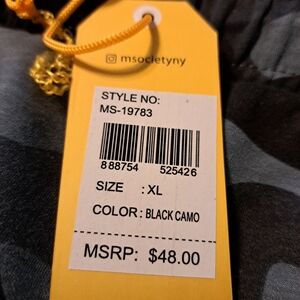 msocietyny
STYLE NO:
MS-19783
888754 525426
SIZE : XL
COLOR: BLACK CAMO
MSRP: $48.00